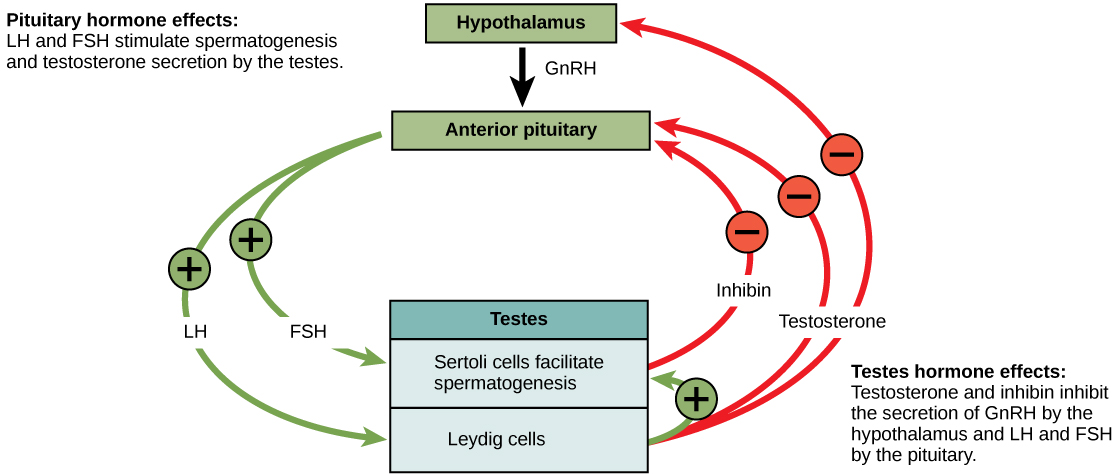 Pituitary hormone effects:
LH and FSH stimulate spermatogenesis
and testosterone secretion by the testes.
Hypothalamus
GnRH
Anterior pituitary
LH
FSH
Inhibin
Testosterone
Testes
Sertoli cells facilitate
spermatogenesis
Leydig cells
Testes hormone effects:
Testosterone and inhibin inhibit
the secretion of GnRH by the
hypothalamus and LH and FSH
by the pituitary.